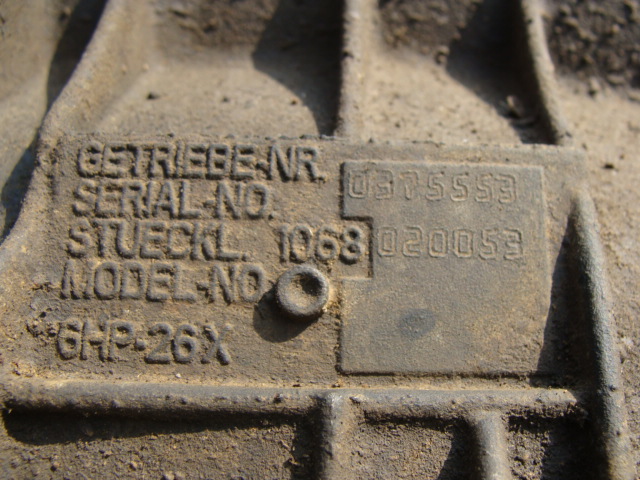 GETRIEBE-NR.
SERIAL-NO. 0375553
STUECKL. 1068 020053
MODEL-NO.
6HP-26X